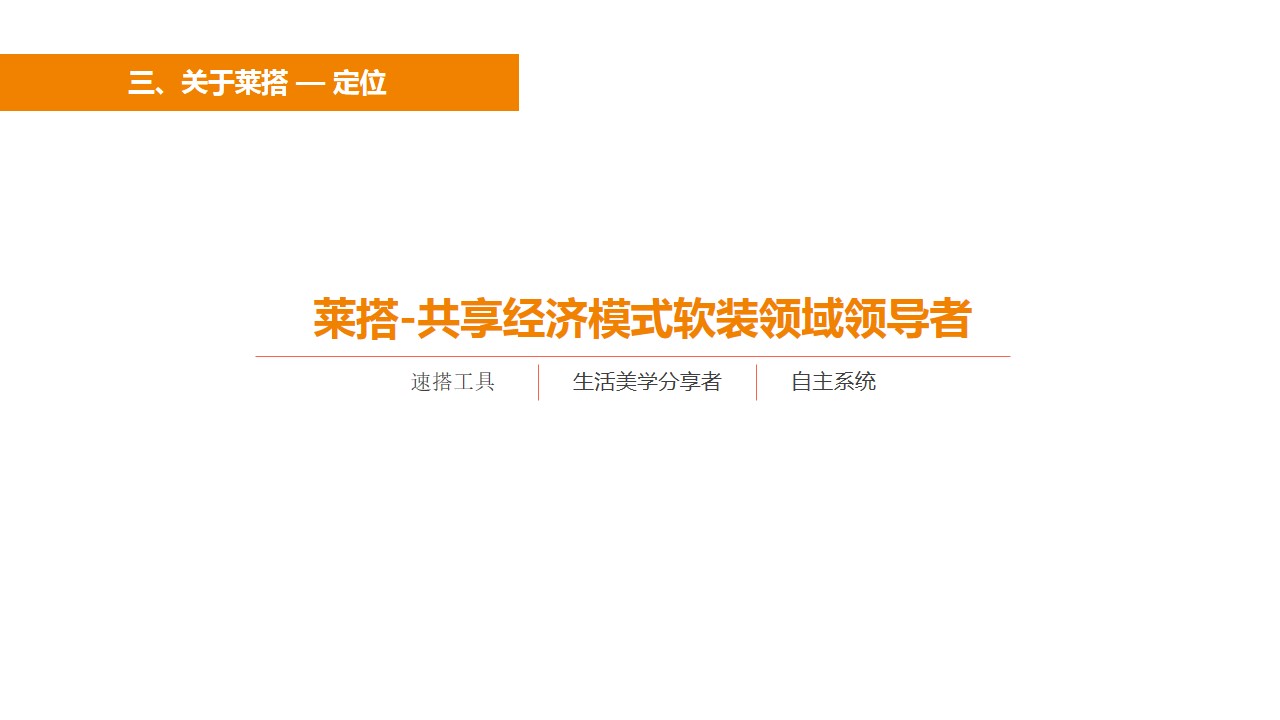 三、关于莱搭 — 定位
莱搭-共享经济模式软装领域领导者
速搭工具 生活美学分享者 自主系统